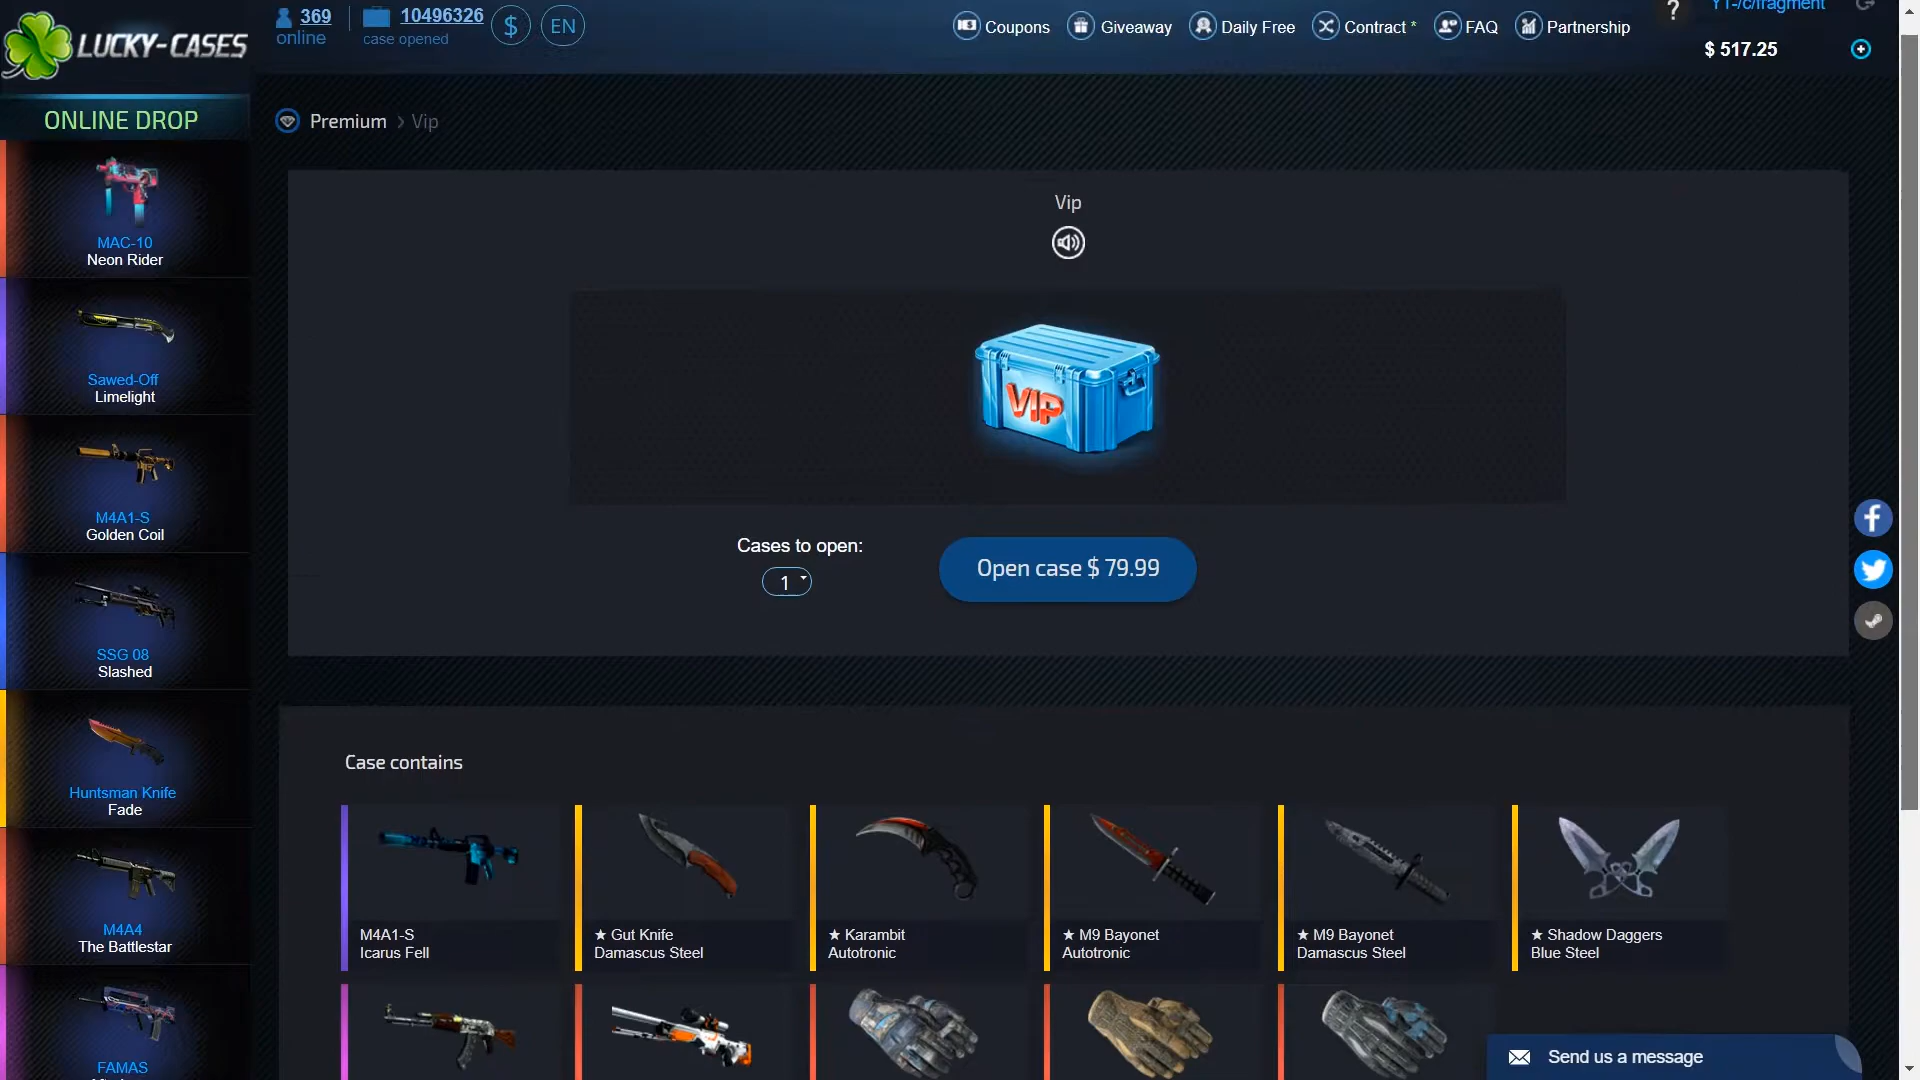 LUCKY-CASES
369
online
10496326
case opened
$
EN
Coupons
Giveaway
Daily Free
Contract *
FAQ
Partnership
?
YT-/c/fragment
$ 517.25
ONLINE DROP
MAC-10
Neon Rider
Sawed-Off
Limelight
M4A1-S
Golden Coil
SSG 08
Slashed
Huntsman Knife
Fade
M4A4
The Battlestar
FAMAS
Premium > Vip
Vip
VIP
Cases to open:
1
Open case $ 79.99
Case contains
M4A1-S
Icarus Fell
★ Gut Knife
Damascus Steel
★ Karambit
Autotronic
★ M9 Bayonet
Autotronic
★ M9 Bayonet
Damascus Steel
★ Shadow Daggers
Blue Steel
Send us a message